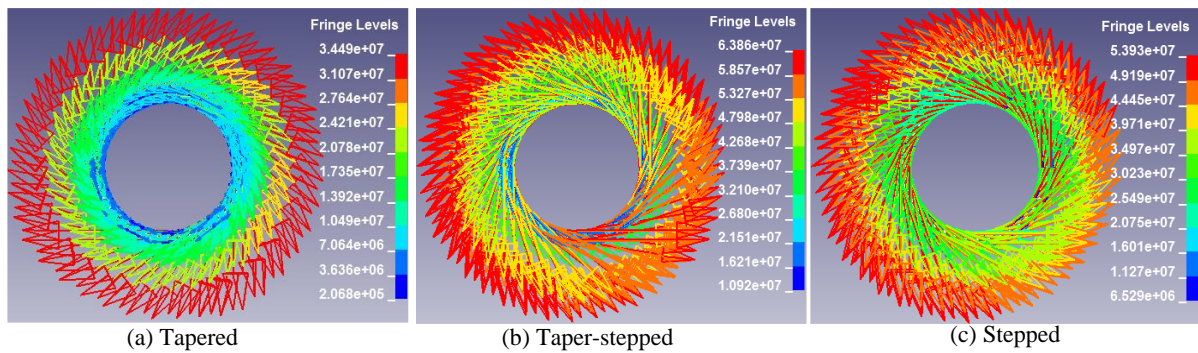 Fringe Levels
3.449e+07
3.107e+07
2.764e+07
2.421e+07
2.078e+07
1.735e+07
1.392e+07
1.049e+07
7.064e+06
3.636e+06
2.068e+05
(a) Tapered
Fringe Levels
6.386e+07
5.857e+07
5.327e+07
4.798e+07
4.268e+07
3.739e+07
3.210e+07
2.680e+07
2.151e+07
1.621e+07
1.092e+07
(b) Taper-stepped
Fringe Levels
5.393e+07
4.919e+07
4.445e+07
3.971e+07
3.497e+07
3.023e+07
2.549e+07
2.075e+07
1.601e+07
1.127e+07
6.529e+06
(c) Stepped